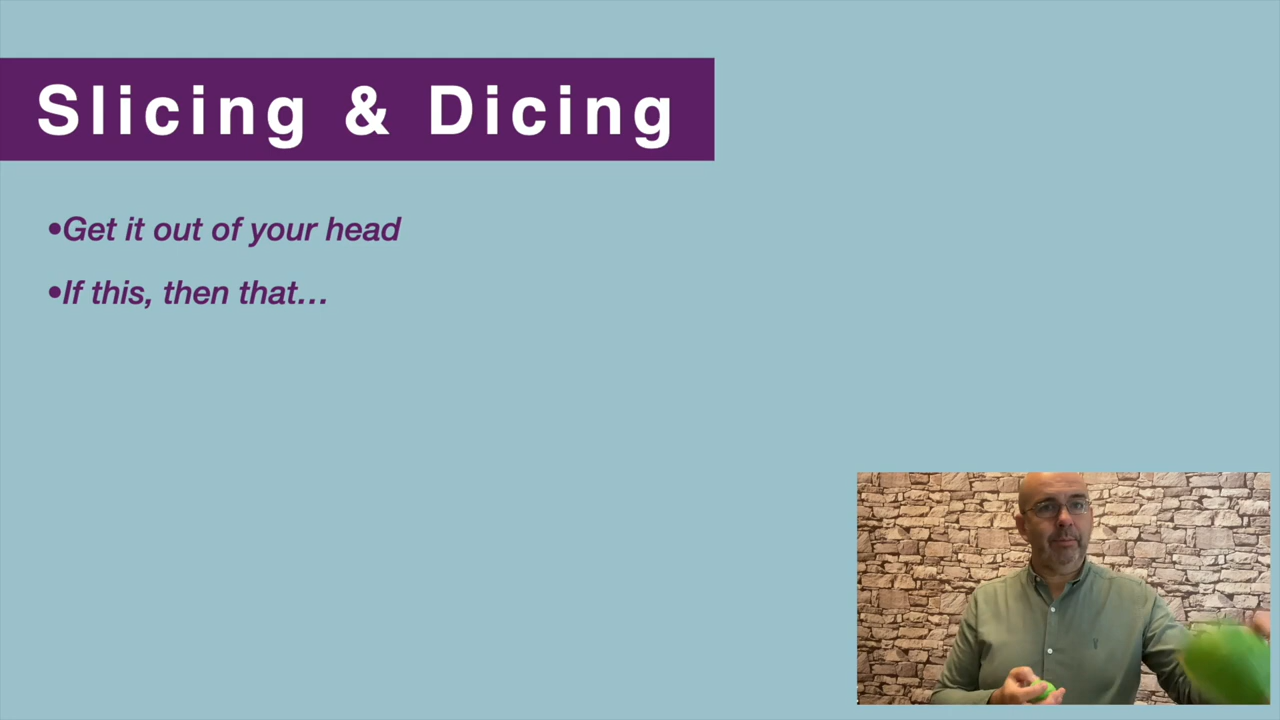 Slicing & Dicing
•Get it out of your head
•If this, then that…